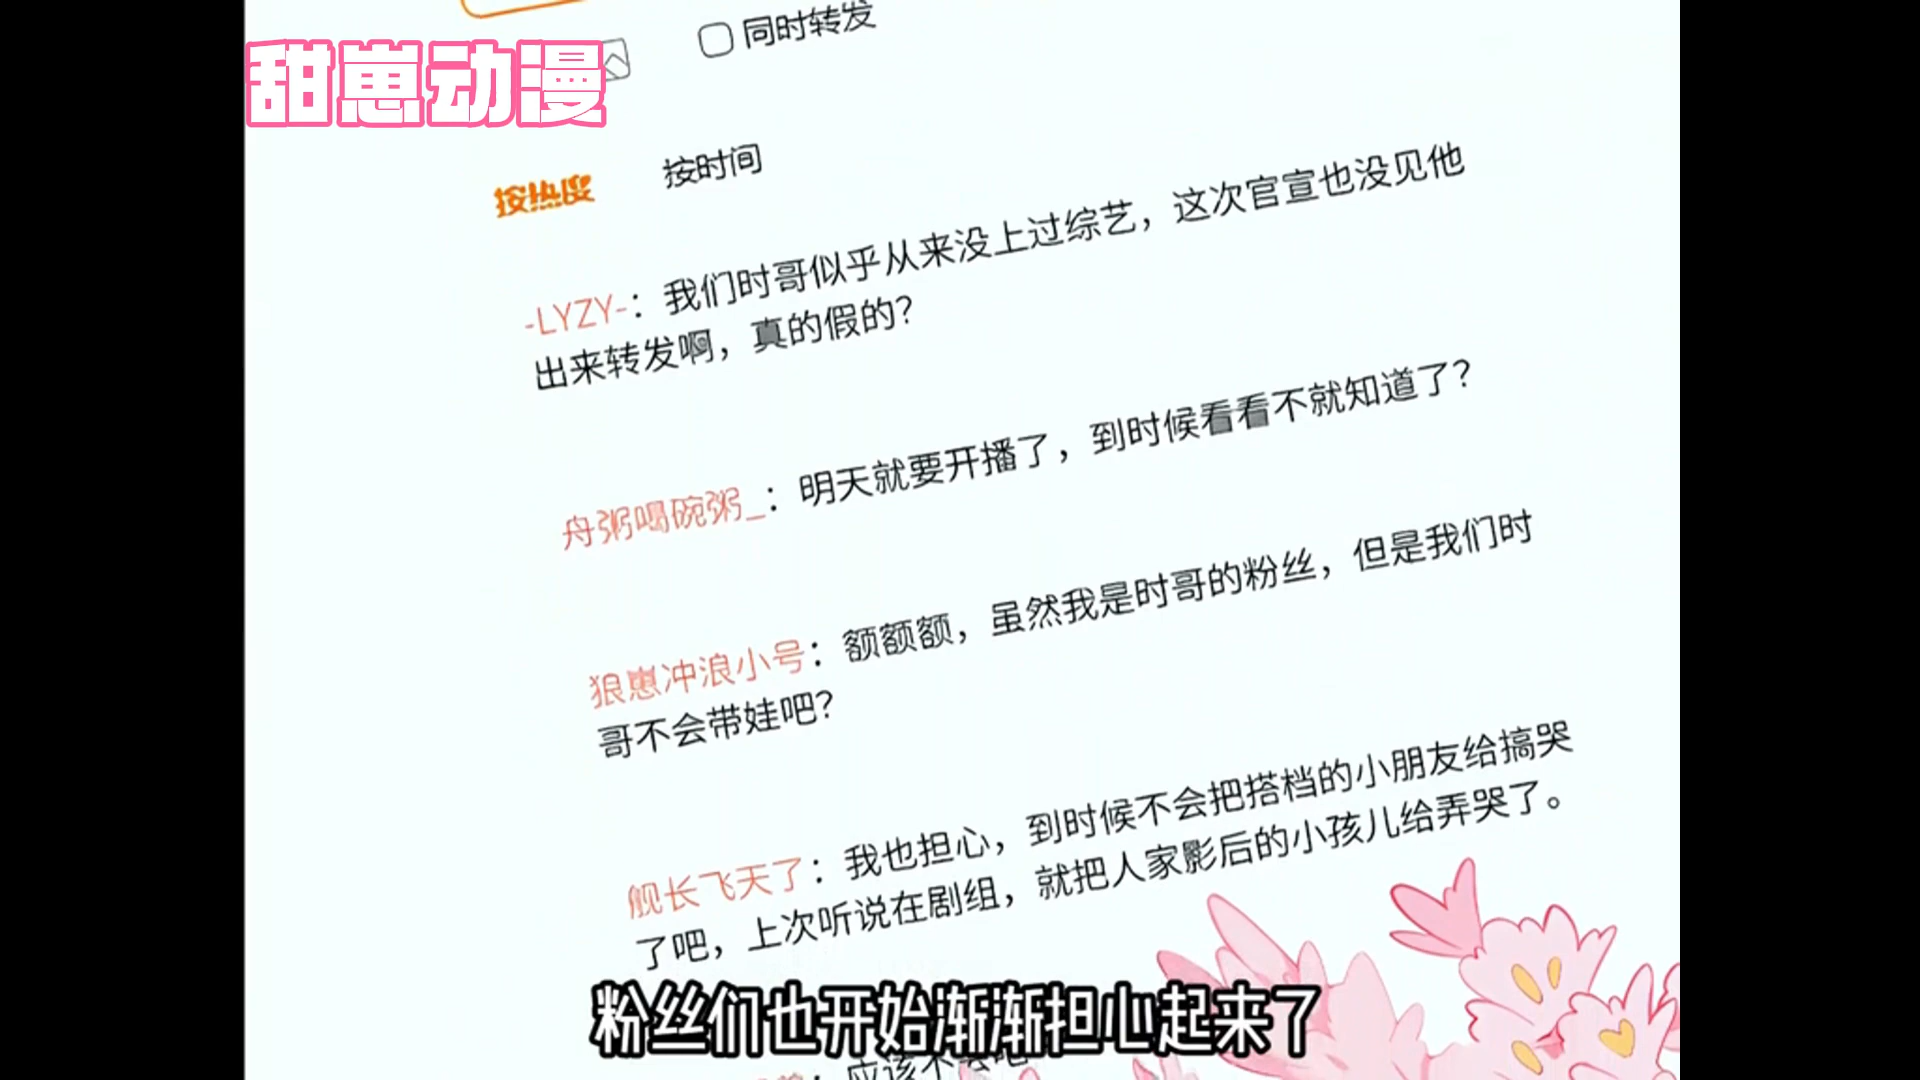 同时转发
甜崽动漫
按热度 按时间
-LYZY-：我们时哥似乎从来没上过综艺，这次官宣也没见他
出来转发啊，真的假的？
舟粥喝碗粥_：明天就要开播了，到时候看看不就知道了？
狼崽冲浪小号：额额额，虽然我是时哥的粉丝，但是我们时
哥不会带娃吧？
舰长飞天了：我也担心，到时候不会把搭档的小朋友给搞哭
了吧，上次听说在剧组，就把人家影后的小孩儿给弄哭了。
粉丝们也开始渐渐担心起来了
：应该不会吧